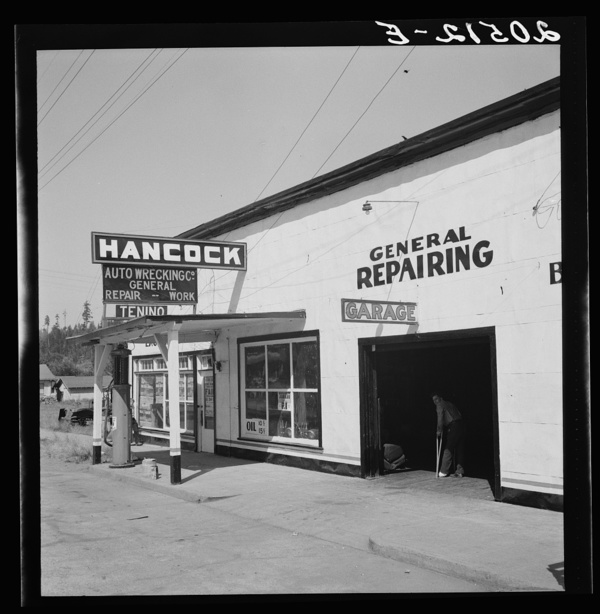 20512-E
HANCOCK
AUTO WRECKING Co
GENERAL
REPAIR - WORK
TENINO
GENERAL
REPAIRING
GARAGE
OIL